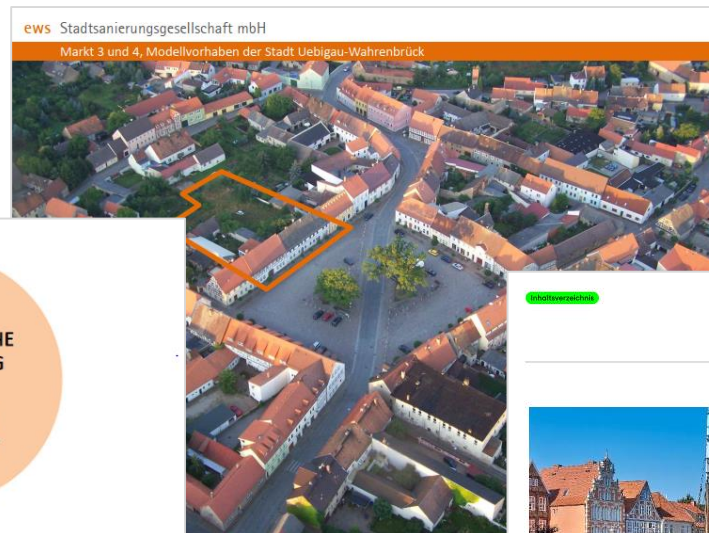 ews Stadtsanierungsgesellschaft mbH
Markt 3 und 4, Modellvorhaben der Stadt Uebigau-Wahrenbrück
Inhaltsverzeichnis